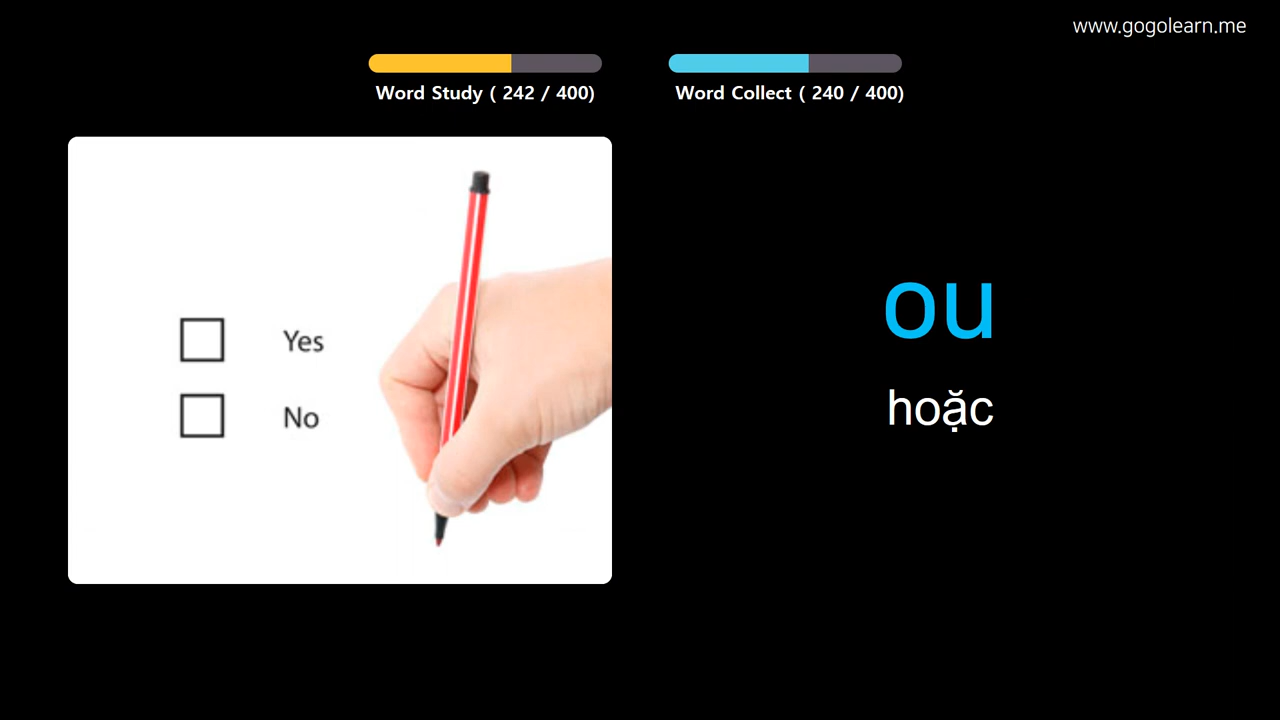 www.gogolearn.me
Word Study ( 242 / 400)
Word Collect ( 240 / 400)
Yes
No
ou
hoặc